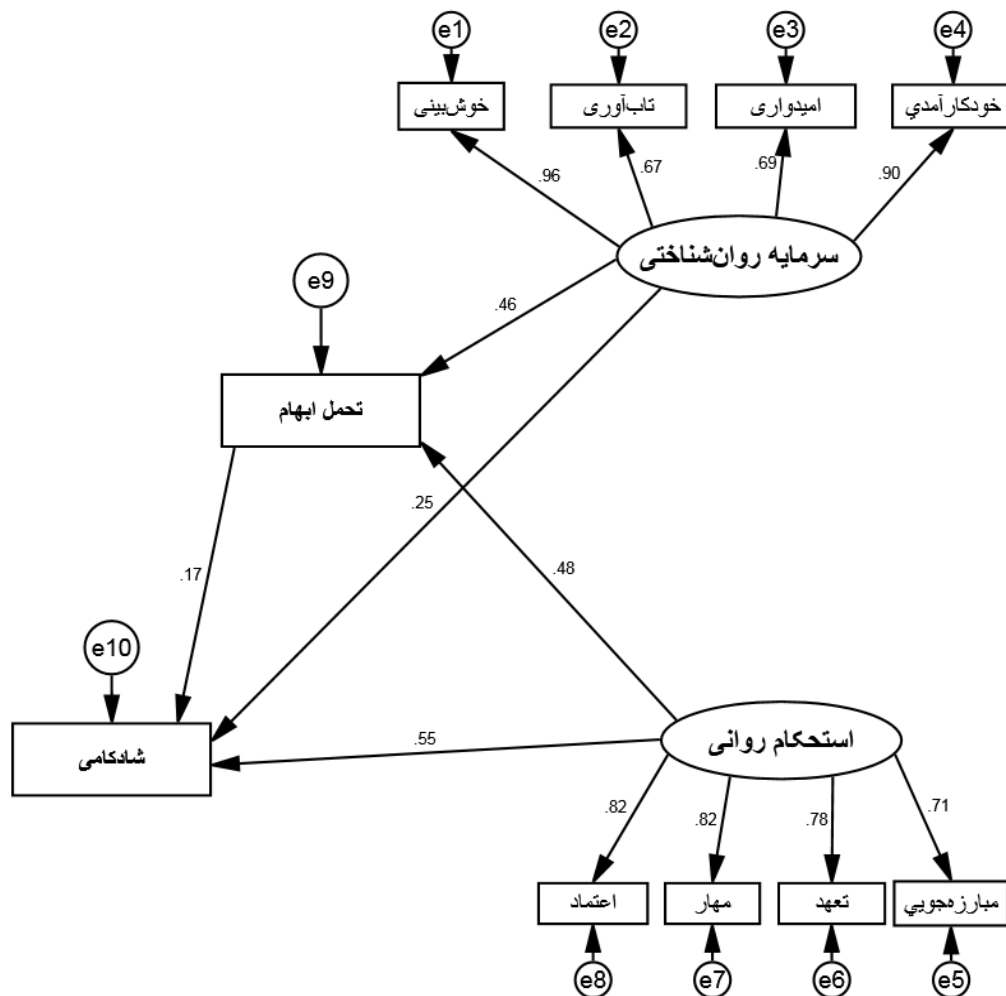 e1
e2
e3
e4
خوش‌بینی
تاب‌آوری
امیدواری
خودكارآمدي
.96
.67
.69
.90
سرمایه روان‌شناختی
e9
.46
تحمل ابهام
.25
.48
.17
e10
شادکامی
.55
استحکام روانی
.82
.82
.78
.71
اعتماد
مهار
تعهد
مبارزه‌جويي
e8
e7
e6
e5